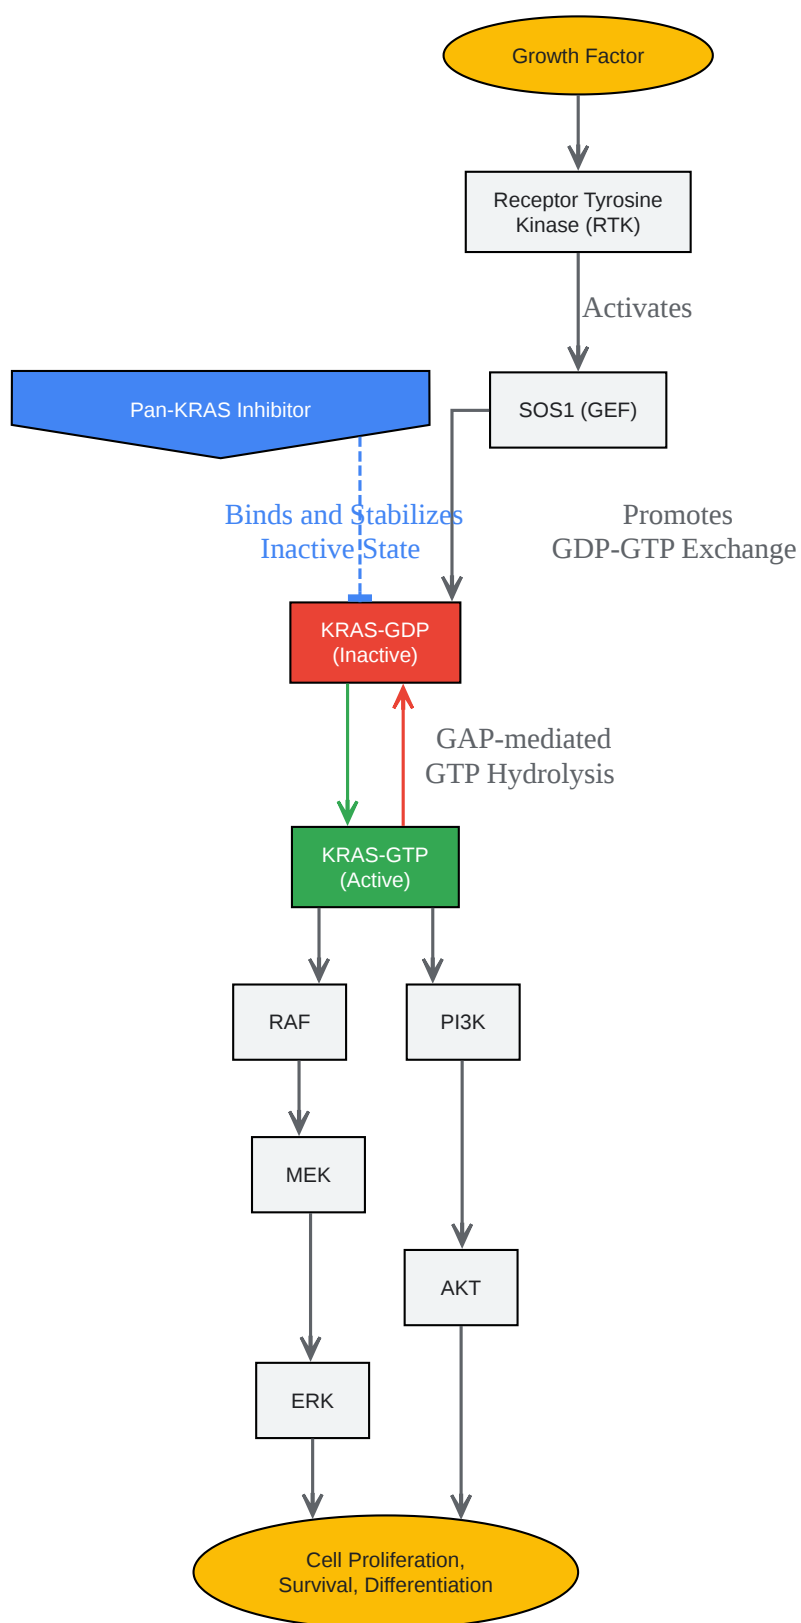 Growth Factor
Receptor Tyrosine
Kinase (RTK)
Activates
Pan-KRAS Inhibitor
SOS1 (GEF)
Binds and Stabilizes
Inactive State
Promotes
GDP-GTP Exchange
KRAS-GDP
(Inactive)
GAP-mediated
GTP Hydrolysis
KRAS-GTP
(Active)
RAF
PI3K
MEK
AKT
ERK
Cell Proliferation,
Survival, Differentiation